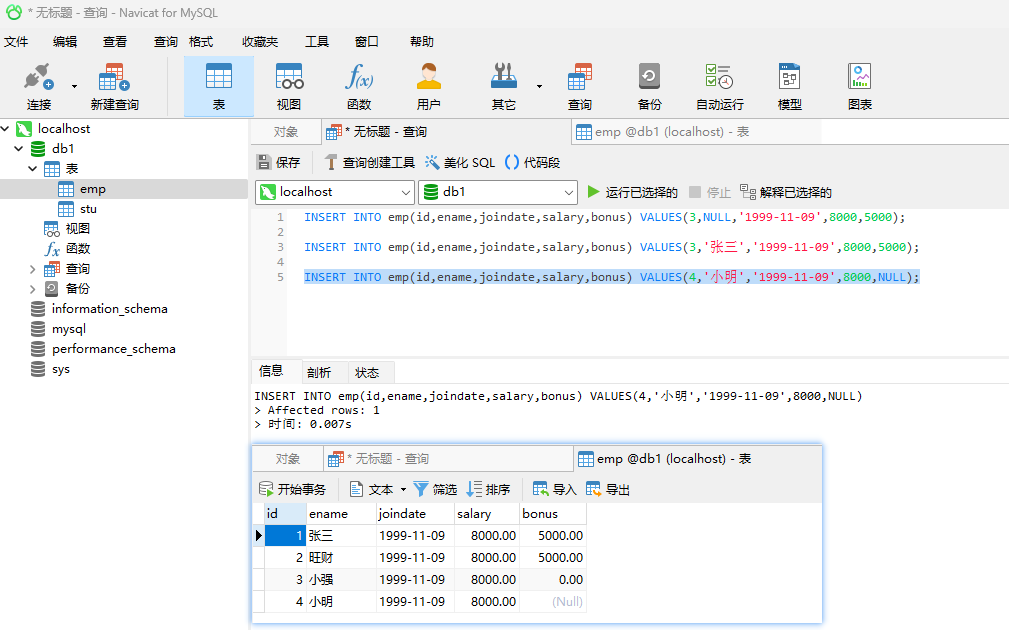 * 无标题 - 查询 - Navicat for MySQL
文件 编辑 查看 查询 格式 收藏夹 工具 窗口 帮助
连接 新建查询 表 视图 函数 用户 其它 查询 备份 自动运行 模型 图表
localhost
db1
表
emp
stu
视图
函数
查询
备份
information_schema
mysql
performance_schema
sys
对象 * 无标题 - 查询 emp @db1 (localhost) - 表
保存 查询创建工具 美化 SQL () 代码段
localhost db1 运行已选择的 停止 解释已选择的
1 INSERT INTO emp(id,ename,joindate,salary,bonus) VALUES(3,NULL,'1999-11-09',8000,5000);
2
3 INSERT INTO emp(id,ename,joindate,salary,bonus) VALUES(3,'张三','1999-11-09',8000,5000);
4
5 INSERT INTO emp(id,ename,joindate,salary,bonus) VALUES(4,'小明','1999-11-09',8000,NULL);
信息 剖析 状态
INSERT INTO emp(id,ename,joindate,salary,bonus) VALUES(4,'小明','1999-11-09',8000,NULL)
> Affected rows: 1
> 时间: 0.007s
对象 * 无标题 - 查询 emp @db1 (localhost) - 表
开始事务 文本 筛选 排序 导入 导出
id ename joindate salary bonus
1 张三 1999-11-09 8000.00 5000.00
2 旺财 1999-11-09 8000.00 5000.00
3 小强 1999-11-09 8000.00 0.00
4 小明 1999-11-09 8000.00 (Null)